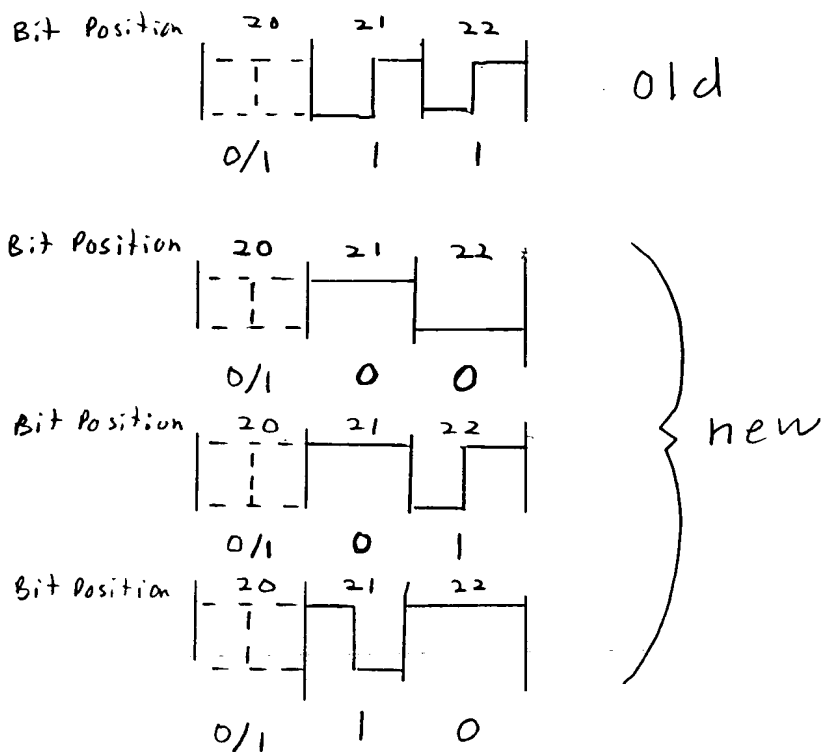 Bit Position 20 21 22
old
0/1 1 1
Bit Position 20 21 22
0/1 0 0
Bit Position 20 21 22
new
0/1 0 1
Bit Position 20 21 22
0/1 1 0